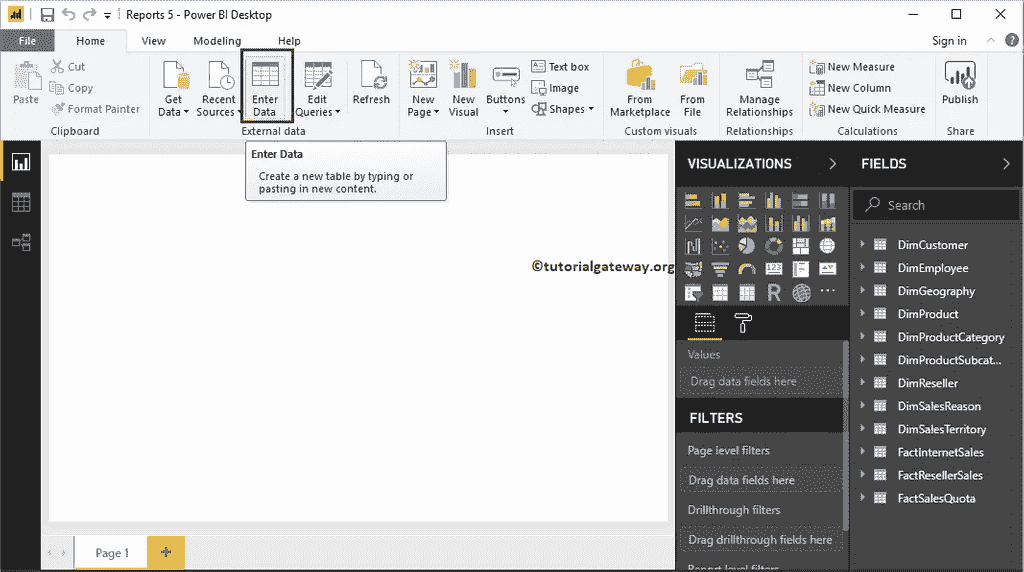 Reports 5 - Power BI Desktop
File Home View Modeling Help Sign in
Paste
Cut
Copy
Format Painter
Clipboard
Get Data
Recent Sources
Enter Data
Edit Queries
Refresh
External data
New Page
New Visual
Buttons
Text box
Image
Shapes
Insert
From Marketplace
From File
Custom visuals
Manage Relationships
Relationships
New Measure
New Column
New Quick Measure
Calculations
Publish
Share
Enter Data
Create a new table by typing or
pasting in new content.
©tutorialgateway.org
VISUALIZATIONS
123
R
Values
Drag data fields here
FILTERS
Page level filters
Drag data fields here
Drillthrough filters
Drag drillthrough fields here
Report level filters
FIELDS
Search
DimCustomer
DimEmployee
DimGeography
DimProduct
DimProductCategory
DimProductSubcat...
DimReseller
DimSalesReason
DimSalesTerritory
FactInternetSales
FactResellerSales
FactSalesQuota
Page 1